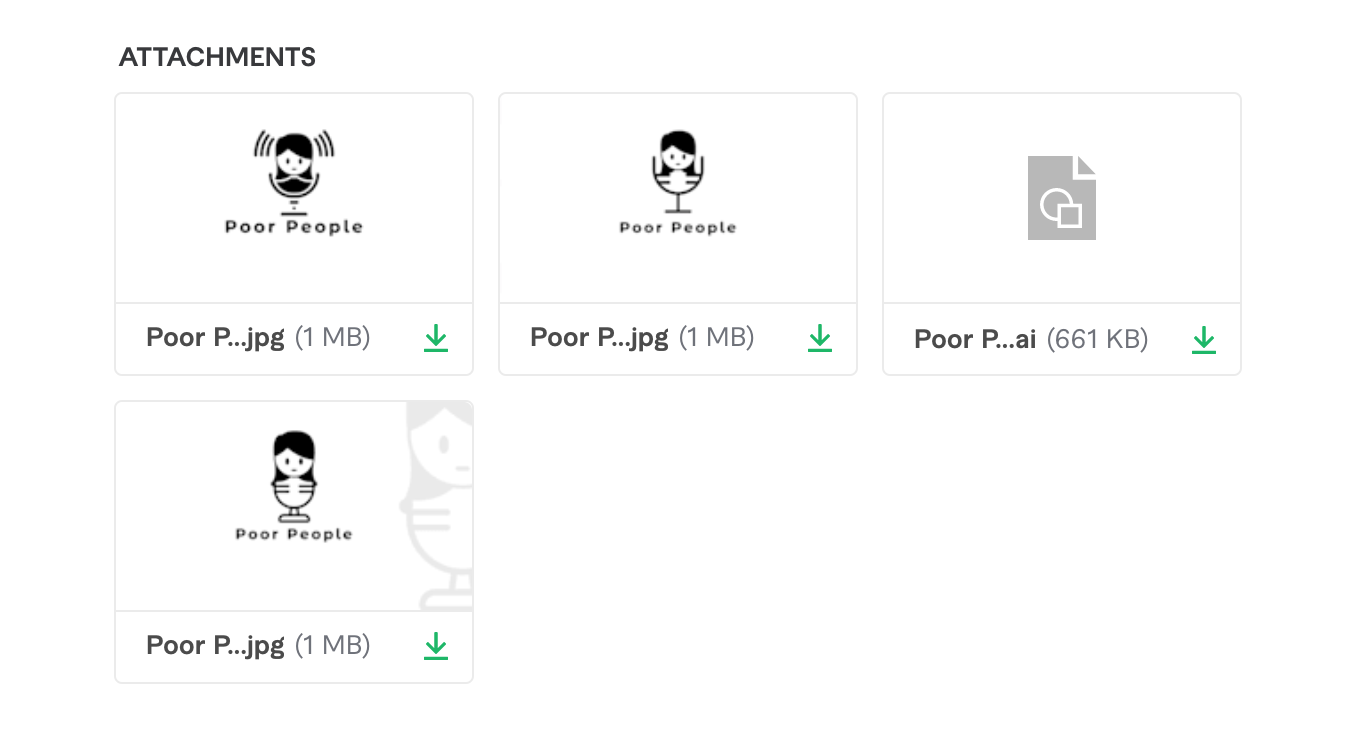 ATTACHMENTS
Poor People
Poor P...jpg (1 MB)
Poor People
Poor P...jpg (1 MB)
Poor P...ai (661 KB)
Poor People
Poor P...jpg (1 MB)